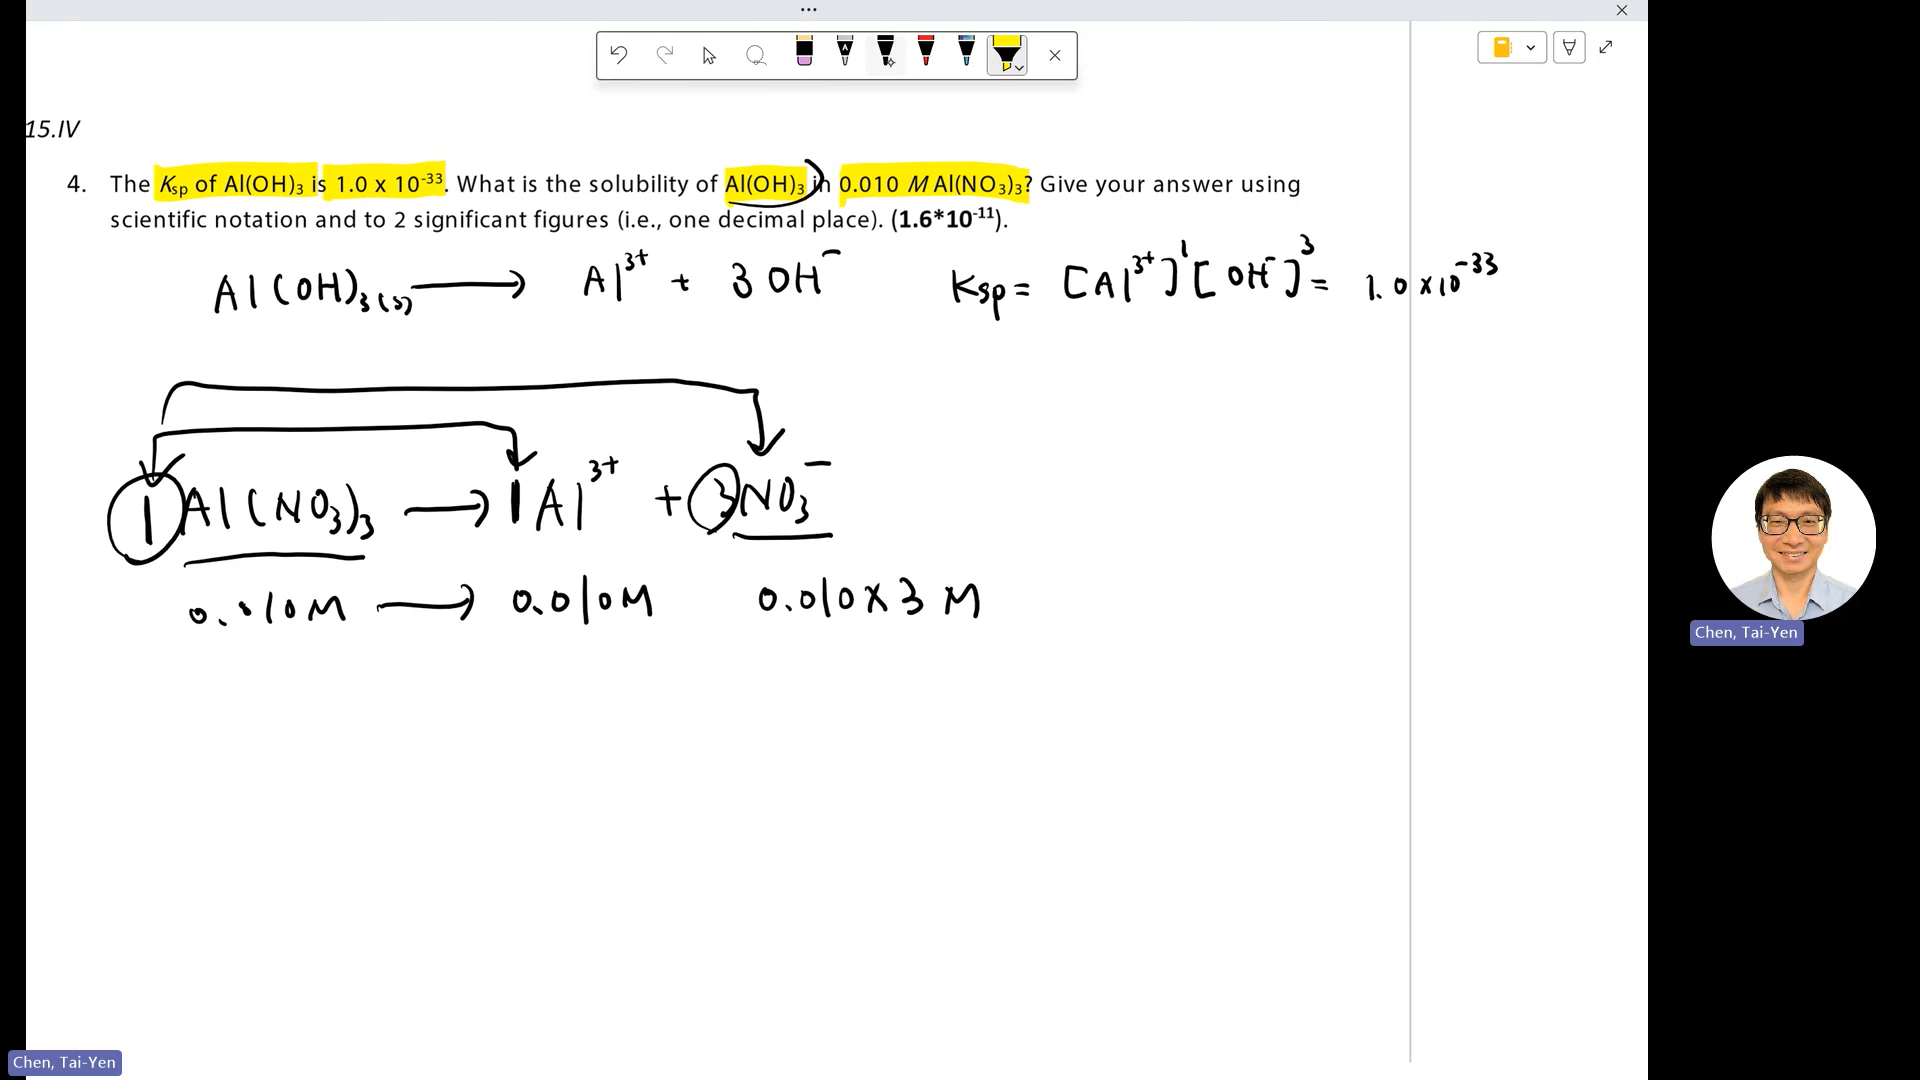 15.IV
4. The Ksp of Al(OH)₃ is 1.0 x 10⁻³³. What is the solubility of Al(OH)₃ in 0.010 M Al(NO₃)₃? Give your answer using
scientific notation and to 2 significant figures (i.e., one decimal place). (1.6*10⁻¹¹).
Al(OH)₃(s) ⟶ Al³⁺ + 3 OH⁻ Ksp = [Al³⁺]¹[OH⁻]³ = 1.0 x 10⁻³³
1 Al(NO₃)₃ ⟶ 1 Al³⁺ + 3 NO₃⁻
0.010 M ⟶ 0.010 M 0.010 x 3 M
Chen, Tai-Yen
Chen, Tai-Yen